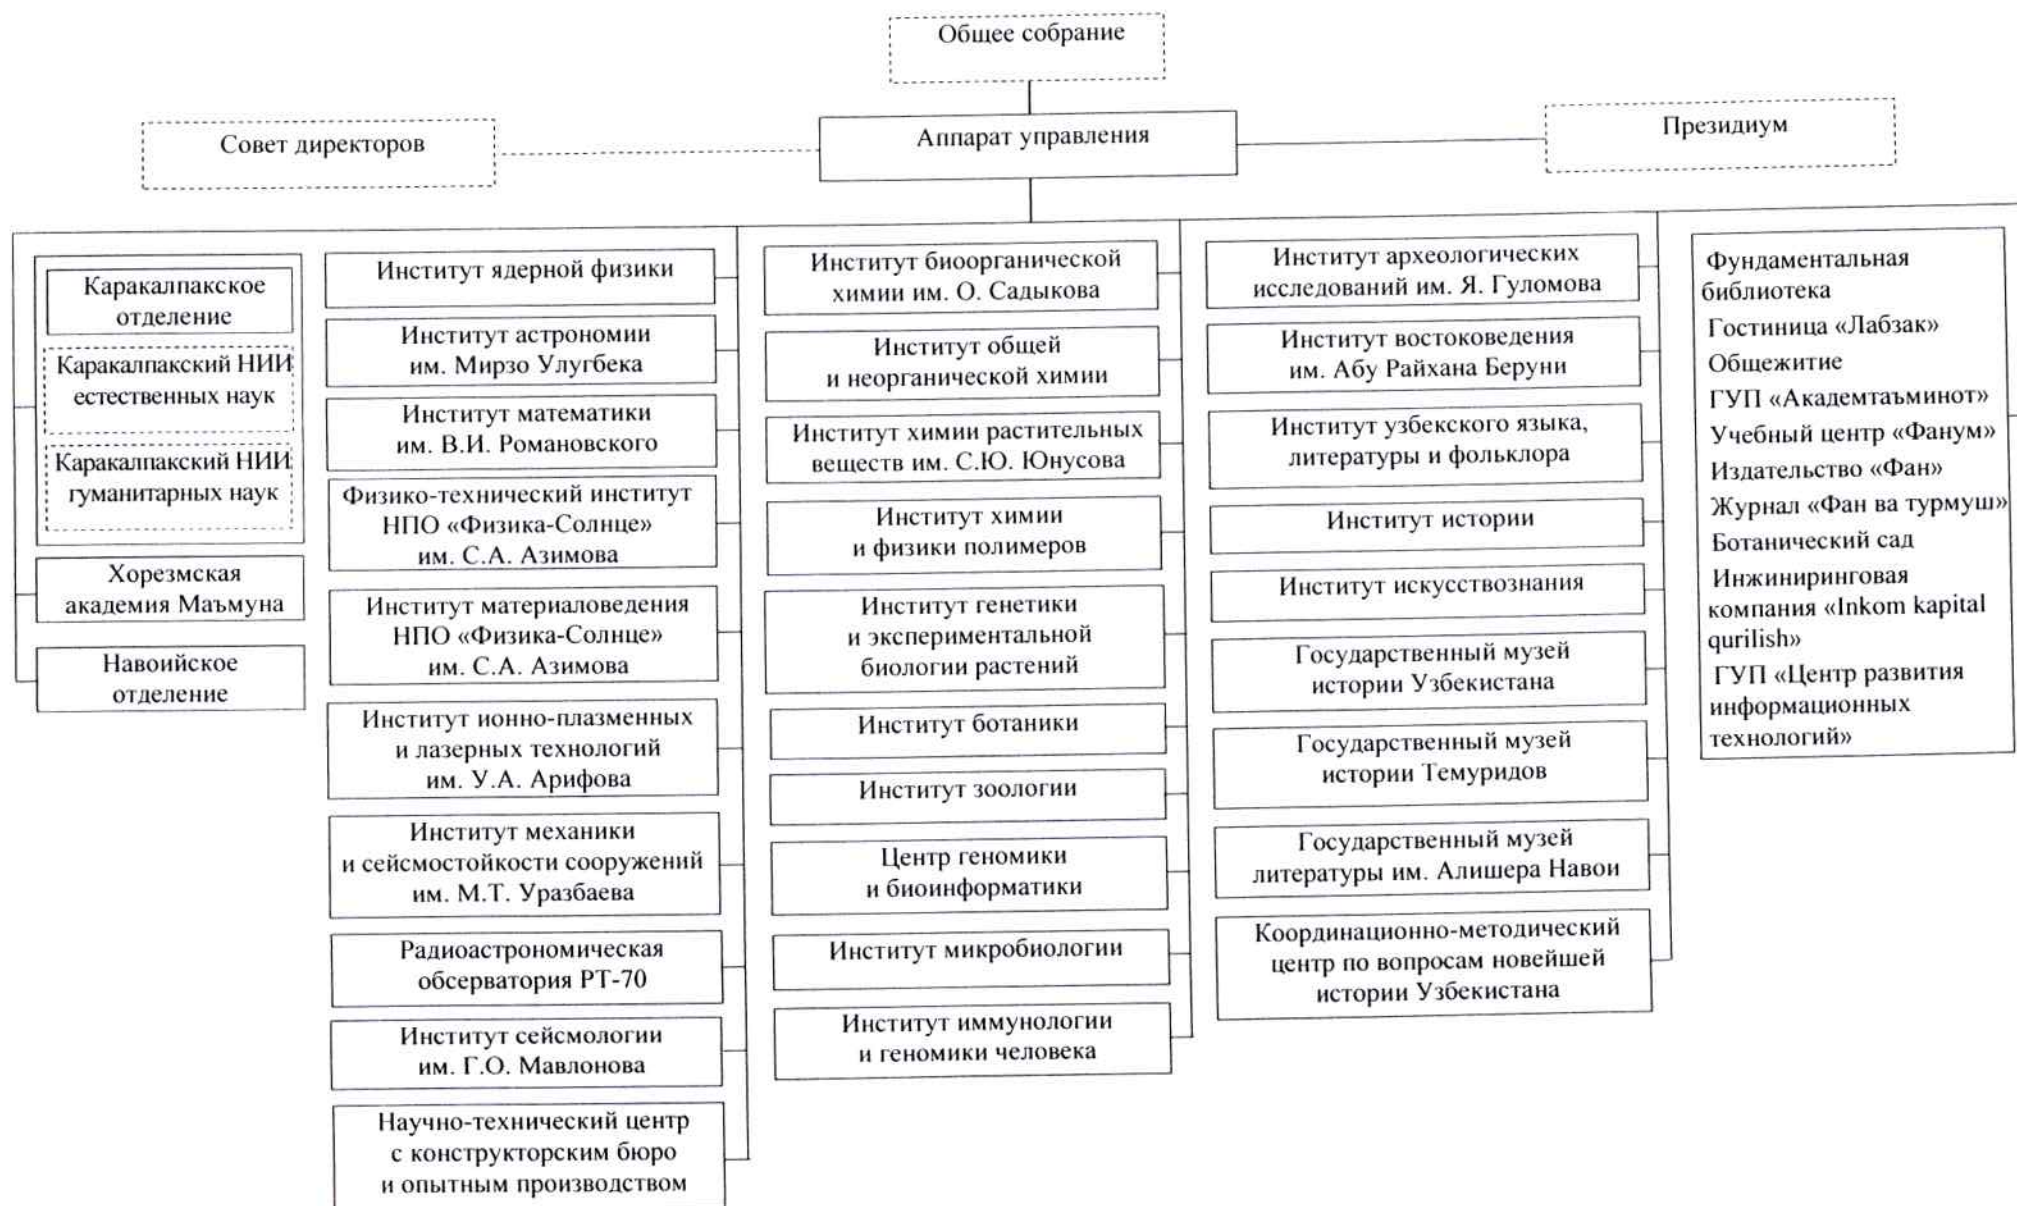 Общее собрание
Совет директоров
Аппарат управления
Президиум
Каракалпакское
отделение
Каракалпакский НИИ
естественных наук
Каракалпакский НИИ
гуманитарных наук
Хорезмская
академия Маъмуна
Навоийское
отделение
Институт ядерной физики
Институт астрономии
им. Мирзо Улугбека
Институт математики
им. В.И. Романовского
Физико-технический институт
НПО «Физика-Солнце»
им. С.А. Азимова
Институт материаловедения
НПО «Физика-Солнце»
им. С.А. Азимова
Институт ионно-плазменных
и лазерных технологий
им. У.А. Арифова
Институт механики
и сейсмостойкости сооружений
им. М.Т. Уразбаева
Радиоастрономическая
обсерватория РТ-70
Институт сейсмологии
им. Г.О. Мавлонова
Научно-технический центр
с конструкторским бюро
и опытным производством
Институт биоорганической
химии им. О. Садыкова
Институт общей
и неорганической химии
Институт химии растительных
веществ им. С.Ю. Юнусова
Институт химии
и физики полимеров
Институт генетики
и экспериментальной
биологии растений
Институт ботаники
Институт зоологии
Центр геномики
и биоинформатики
Институт микробиологии
Институт иммунологии
и геномики человека
Институт археологических
исследований им. Я. Гуломова
Институт востоковедения
им. Абу Райхана Беруни
Институт узбекского языка,
литературы и фольклора
Институт истории
Институт искусствознания
Государственный музей
истории Узбекистана
Государственный музей
истории Темуридов
Государственный музей
литературы им. Алишера Навои
Координационно-методический
центр по вопросам новейшей
истории Узбекистана
Фундаментальная
библиотека
Гостиница «Лабзак»
Общежитие
ГУП «Академтаъминот»
Учебный центр «Фанум»
Издательство «Фан»
Журнал «Фан ва турмуш»
Ботанический сад
Инжиниринговая
компания «Inkom kapital
qurilish»
ГУП «Центр развития
информационных
технологий»